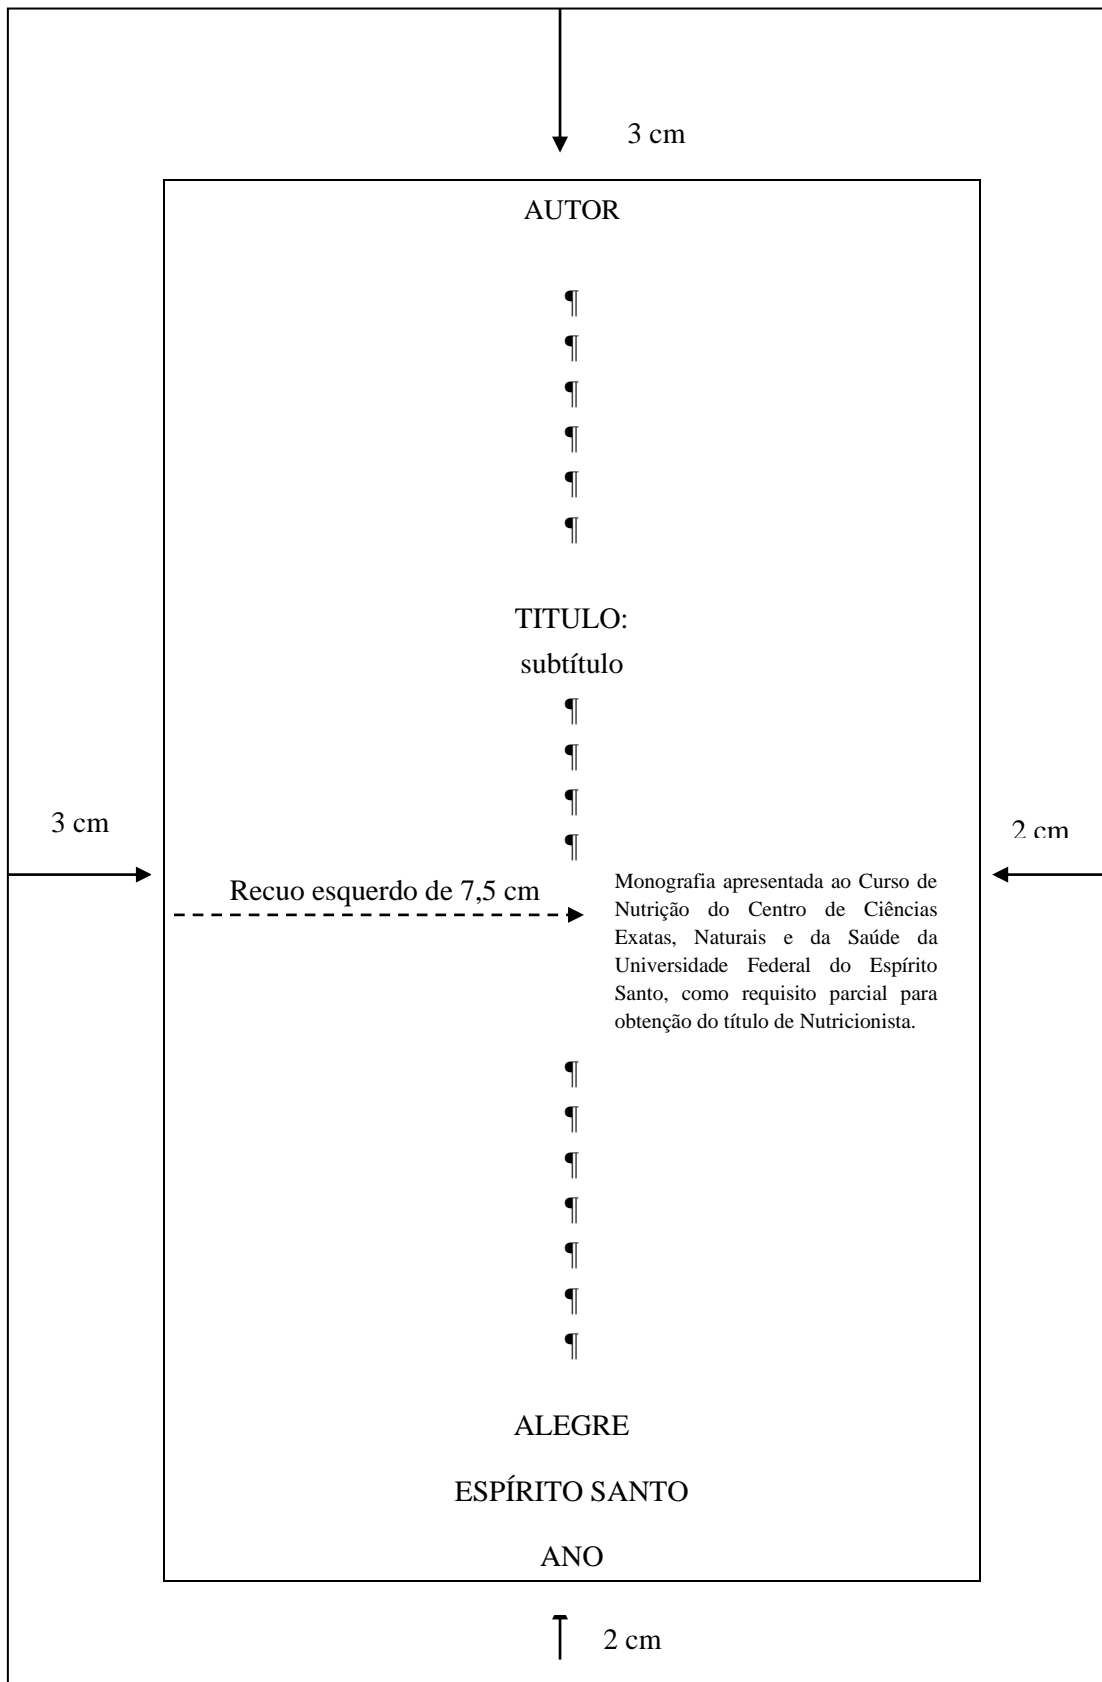 3 cm
AUTOR
¶
¶
¶
¶
¶
¶
TITULO:
subtítulo
¶
¶
¶
¶
3 cm
2 cm
Recuo esquerdo de 7,5 cm
Monografia apresentada ao Curso de
Nutrição do Centro de Ciências
Exatas, Naturais e da Saúde da
Universidade Federal do Espírito
Santo, como requisito parcial para
obtenção do título de Nutricionista.
¶
¶
¶
¶
¶
¶
¶
ALEGRE
ESPÍRITO SANTO
ANO
2 cm